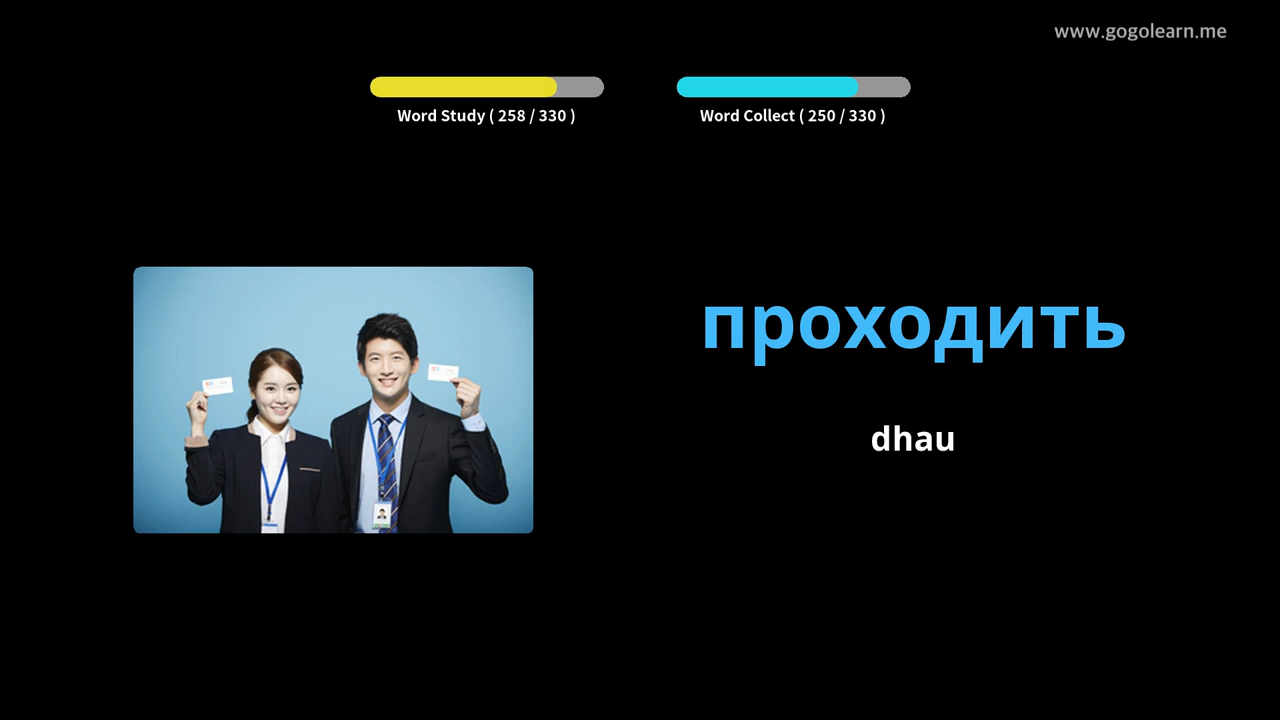 www.gogolearn.me
Word Study ( 258 / 330 )
Word Collect ( 250 / 330 )
проходить
dhau